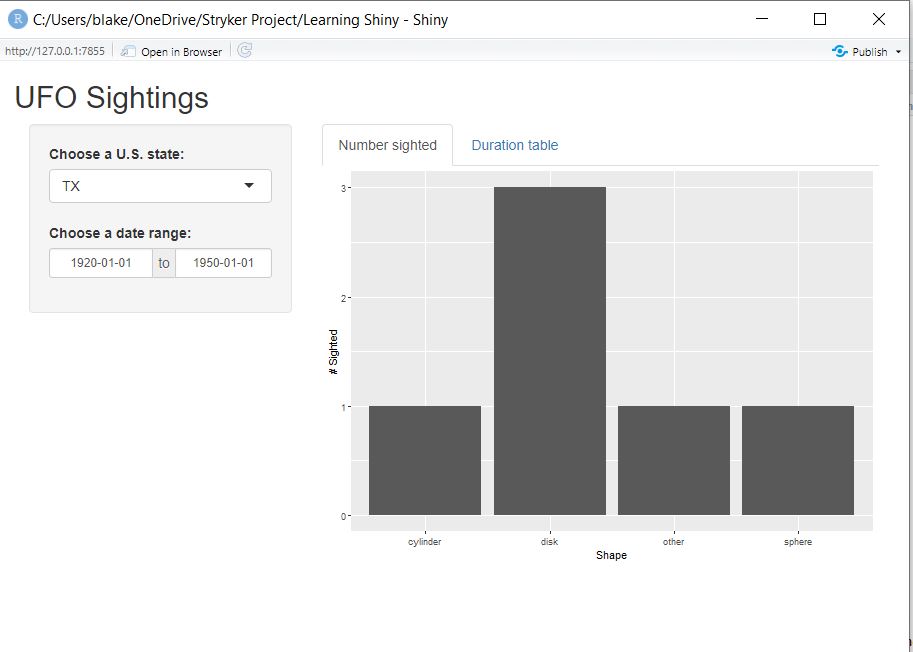 R C:/Users/blake/OneDrive/Stryker Project/Learning Shiny - Shiny
http://127.0.0.1:7855 Open in Browser Publish
UFO Sightings
Choose a U.S. state:
TX
Choose a date range:
1920-01-01 to 1950-01-01
Number sighted Duration table
3
2
1
0
# Sighted
cylinder disk other sphere
Shape